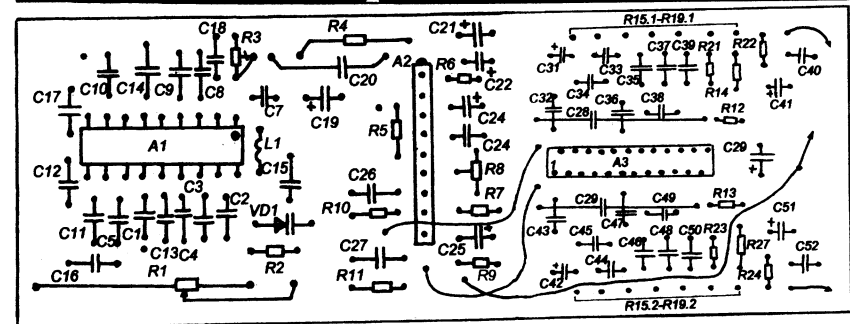 C18
R4
C21
R15.1-R19.1
R3
C31
C33
C37
C39
R21
R22
A2
R6
C10
C14
C9
C8
C20
C22
C34
C35
R14
C40
C17
C7
C19
C41
C24
C32
C36
C38
C28
R12
R5
C24
A1
L1
C29
C12
C15
R8
1
A3
C26
R7
C3
C2
VD1
R10
C29
C49
R13
C11
C5
C1
C13
C4
C43
C47
C51
C25
C45
C46
C48
C50
R23
R27
C16
R1
R2
C27
R11
R9
C42
C44
R24
C52
R15.2-R19.2